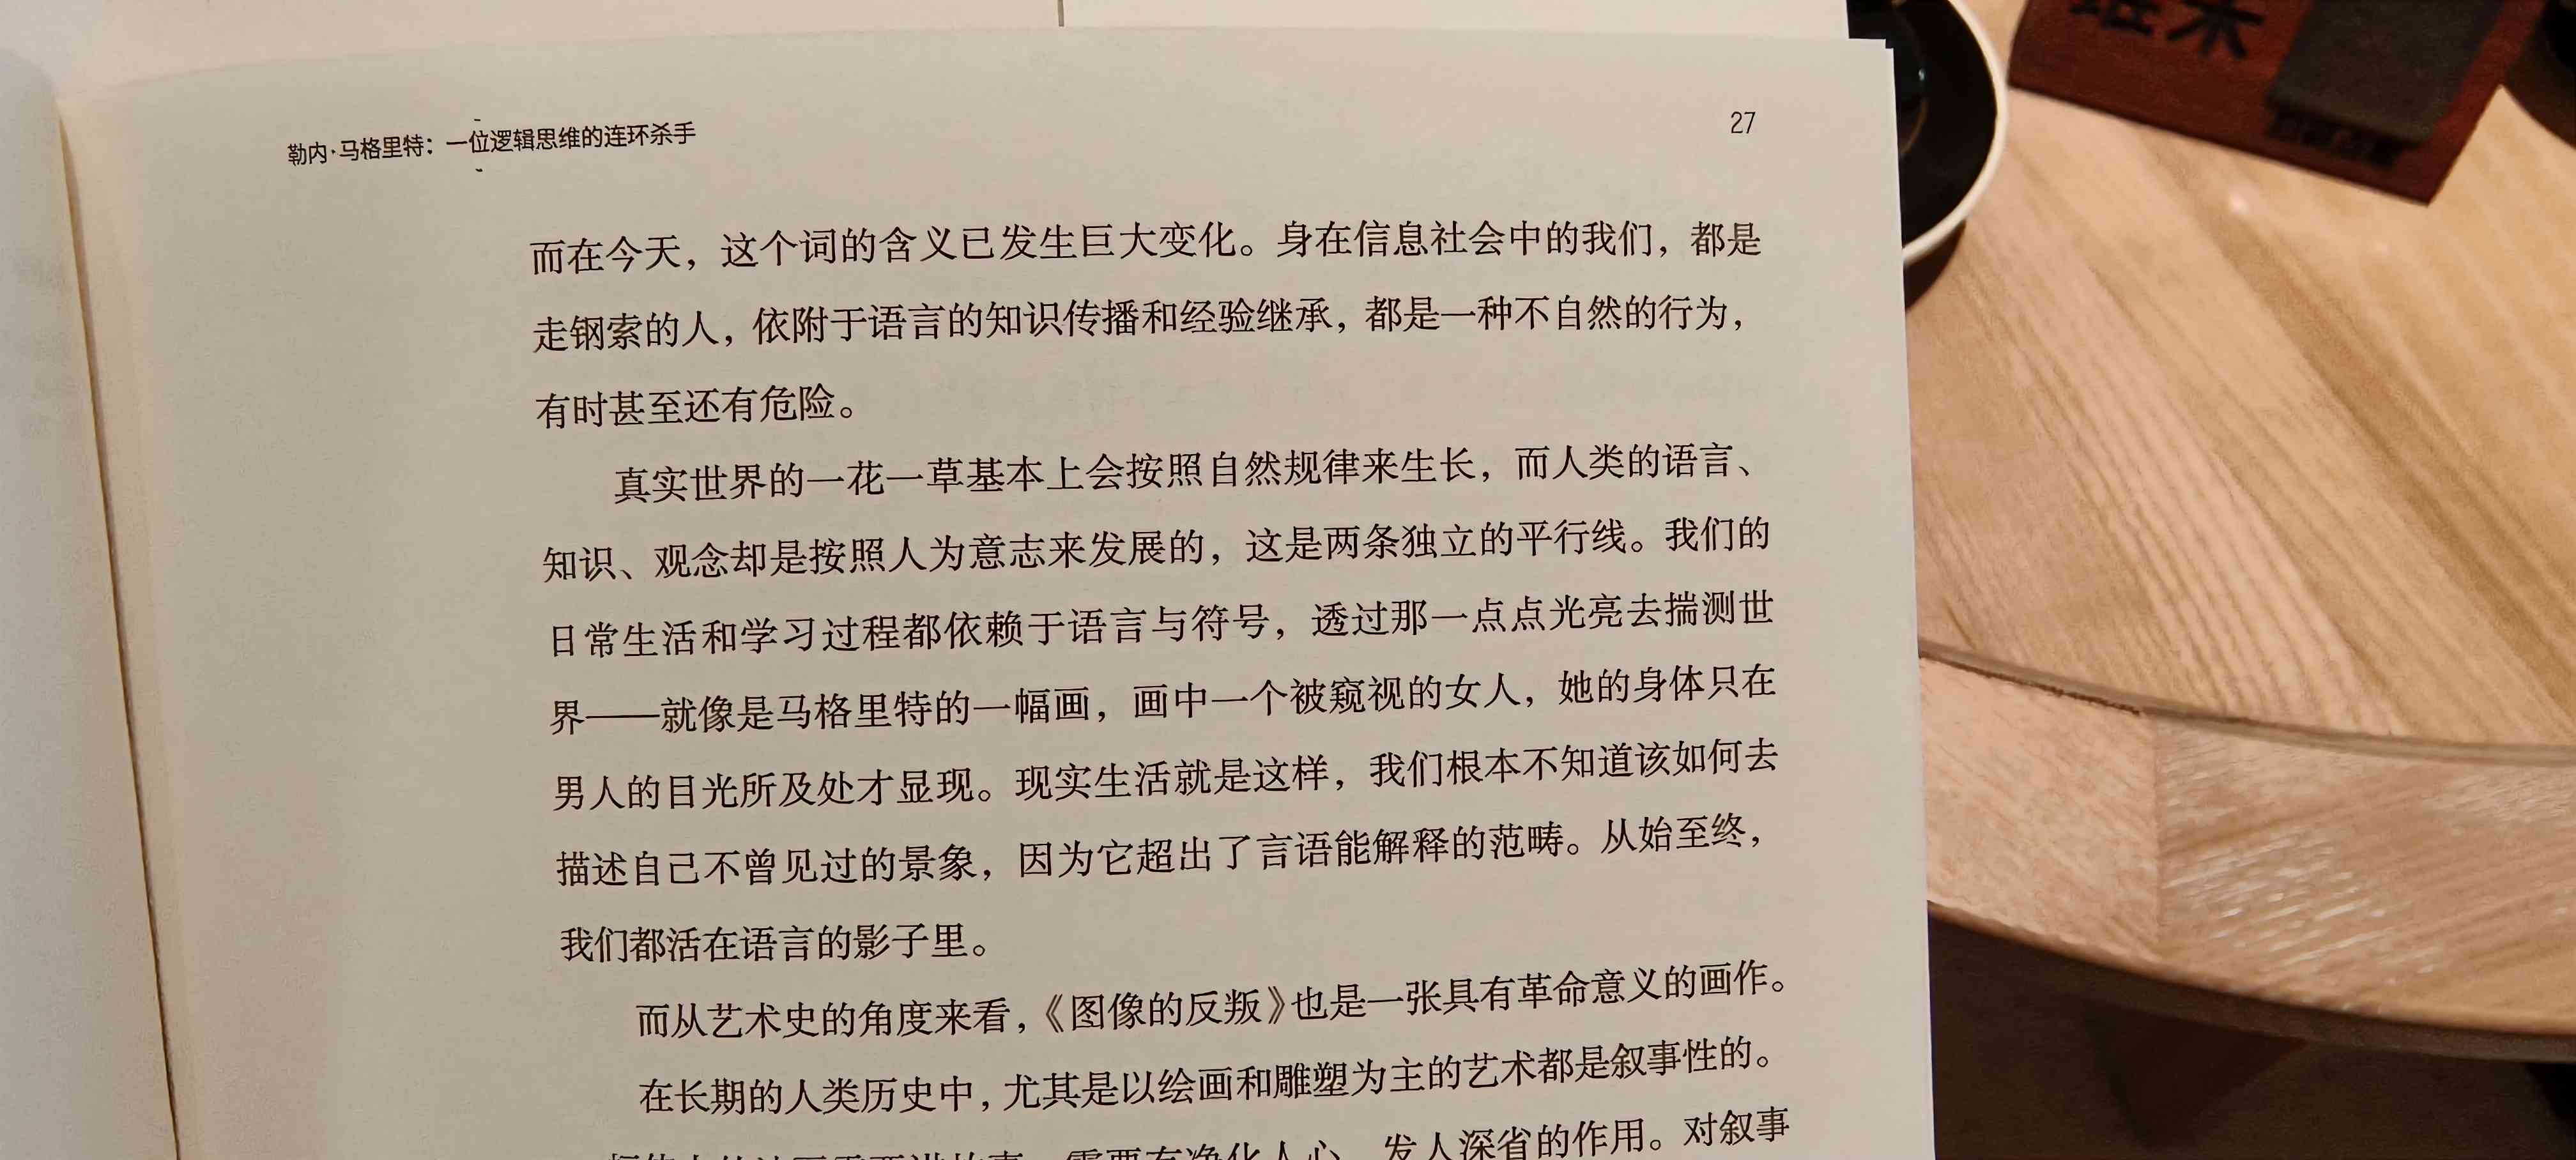 勒内·马格里特：一位逻辑思维的连环杀手
27
而在今天，这个词的含义已发生巨大变化。身在信息社会中的我们，都是
走钢索的人，依附于语言的知识传播和经验继承，都是一种不自然的行为，
有时甚至还有危险。
真实世界的一花一草基本上会按照自然规律来生长，而人类的语言、
知识、观念却是按照人为意志来发展的，这是两条独立的平行线。我们的
日常生活和学习过程都依赖于语言与符号，透过那一点点光亮去揣测世
界——就像是马格里特的一幅画，画中一个被窥视的女人，她的身体只在
男人的目光所及处才显现。现实生活就是这样，我们根本不知道该如何去
描述自己不曾见过的景象，因为它超出了言语能解释的范畴。从始至终，
我们都活在语言的影子里。
而从艺术史的角度来看，《图像的反叛》也是一张具有革命意义的画作。
在长期的人类历史中，尤其是以绘画和雕塑为主的艺术都是叙事性的。
需要有净化人心、发人深省的作用。对叙事